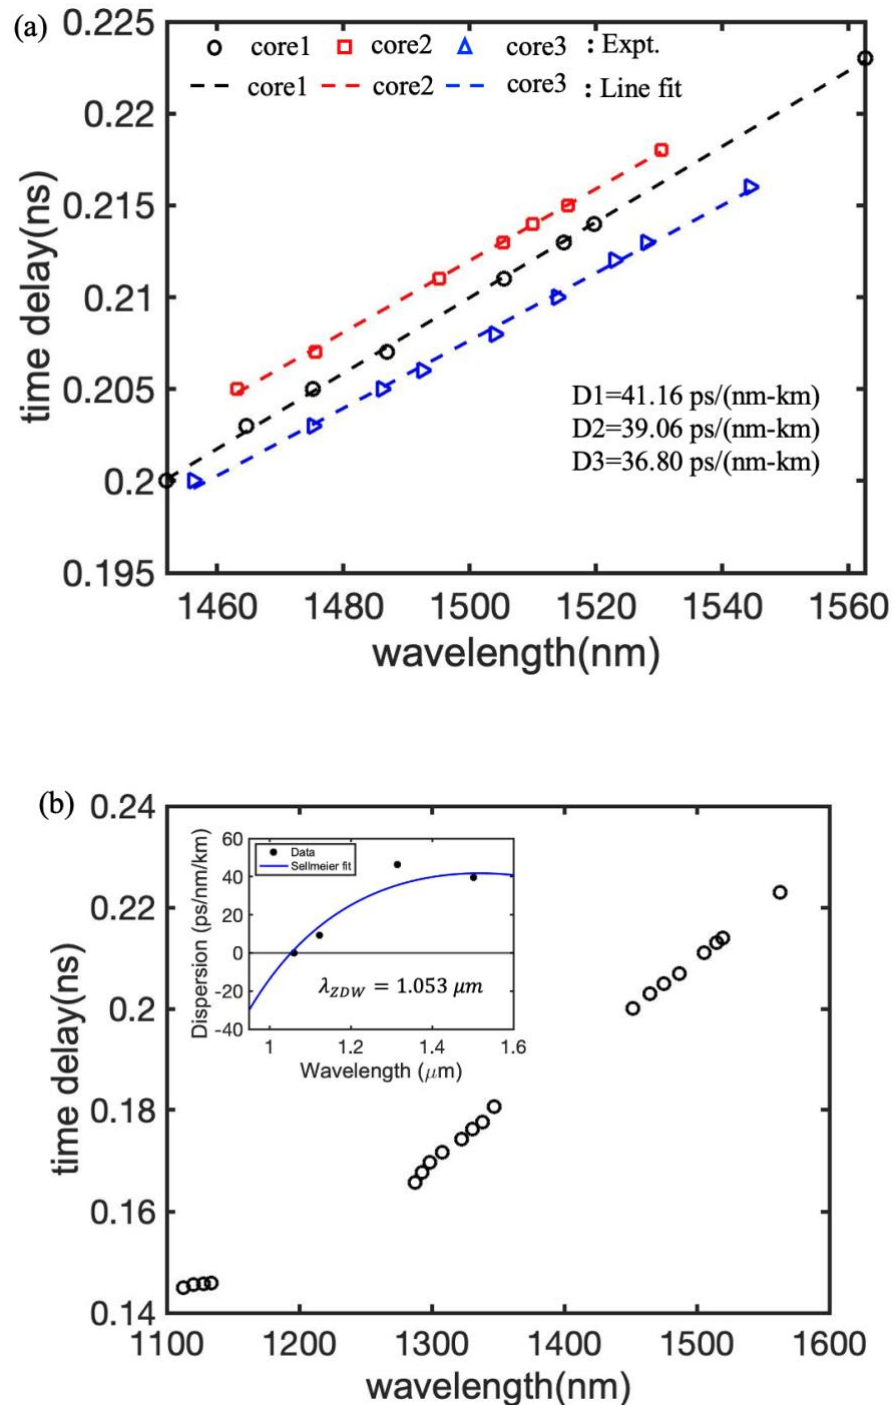 (a)
0.225
0.22
0.215
0.21
0.205
0.2
0.195
time delay(ns)
core1 core2 core3 : Expt.
core1 core2 core3 : Line fit
D1=41.16 ps/(nm-km)
D2=39.06 ps/(nm-km)
D3=36.80 ps/(nm-km)
1460 1480 1500 1520 1540 1560
wavelength(nm)
(b)
0.24
0.22
0.2
0.18
0.16
0.14
time delay(ns)
60
40
20
0
-20
-40
Dispersion (ps/nm/km)
Data
Sellmeier fit
λZDW = 1.053 μm
1 1.2 1.4 1.6
Wavelength (μm)
1100 1200 1300 1400 1500 1600
wavelength(nm)